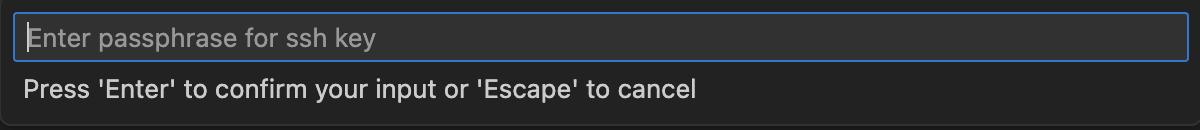 Enter passphrase for ssh key
Press 'Enter' to confirm your input or 'Escape' to cancel